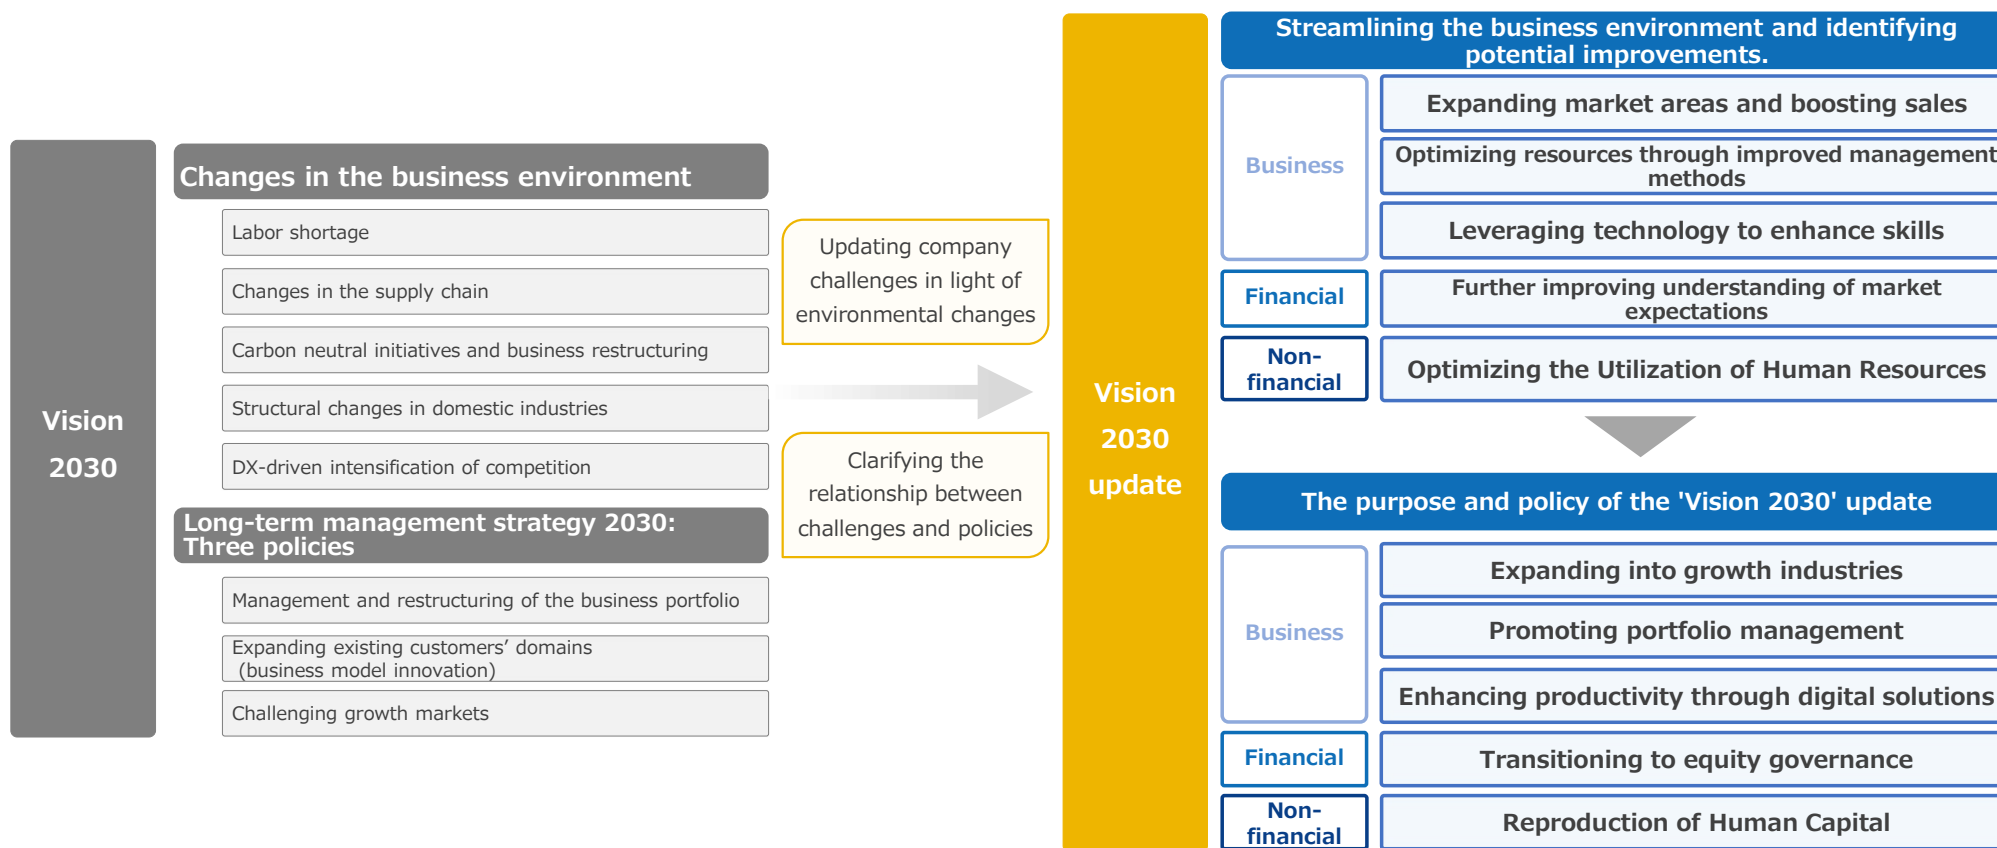 Vision
2030
Changes in the business environment
Labor shortage
Changes in the supply chain
Carbon neutral initiatives and business restructuring
Structural changes in domestic industries
DX-driven intensification of competition
Long-term management strategy 2030:
Three policies
Management and restructuring of the business portfolio
Expanding existing customers’ domains
(business model innovation)
Challenging growth markets
Updating company
challenges in light of
environmental changes
Clarifying the
relationship between
challenges and policies
Vision
2030
update
Streamlining the business environment and identifying
potential improvements.
Business
Expanding market areas and boosting sales
Optimizing resources through improved management
methods
Leveraging technology to enhance skills
Financial
Further improving understanding of market
expectations
Non-
financial
Optimizing the Utilization of Human Resources
The purpose and policy of the 'Vision 2030' update
Business
Expanding into growth industries
Promoting portfolio management
Enhancing productivity through digital solutions
Financial
Transitioning to equity governance
Non-
financial
Reproduction of Human Capital